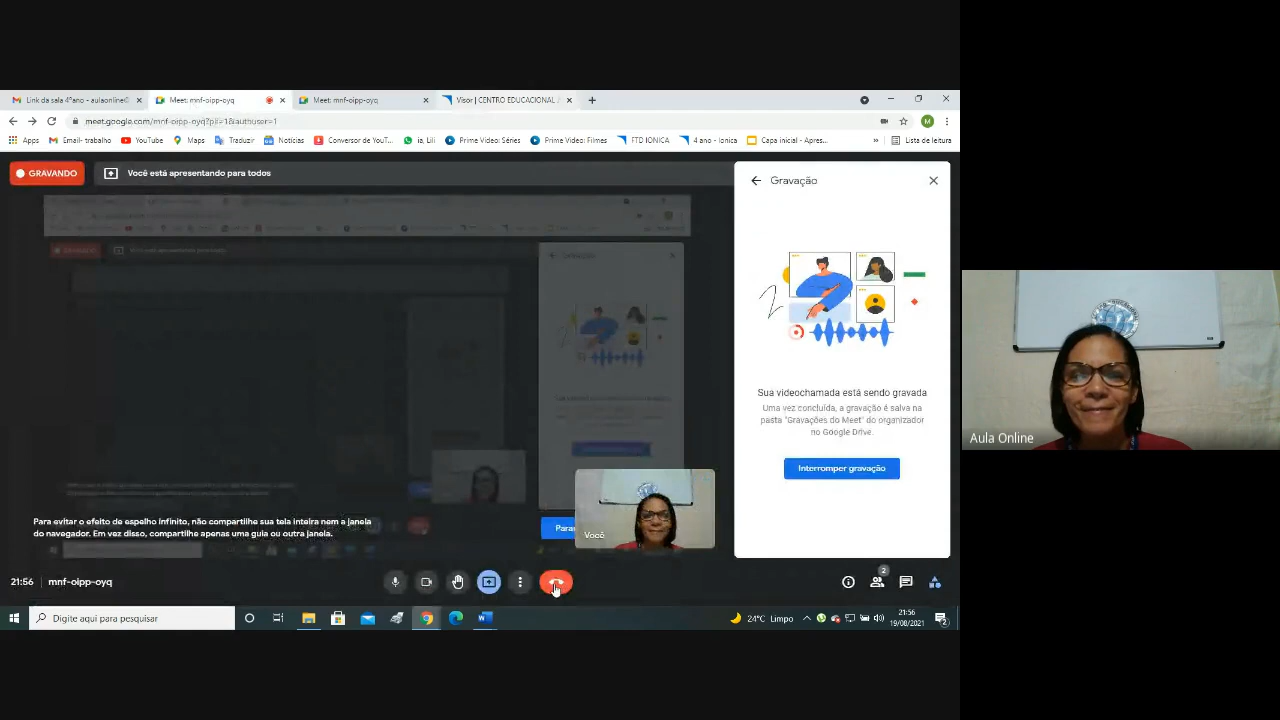 Link da sala 4ºano - aulaonline@
Meet: mnf-oipp-oyq
Meet: mnf-oipp-oyq
Visor | CENTRO EDUCACIONAL
meet.google.com/mnf-oipp-oyq?pli=1&authuser=1
M
Apps
Email- trabalho
YouTube
Maps
Traduzir
Notícias
Conversor de YouT...
ia, Lili
Prime Video: Séries
Prime Video: Filmes
FTD IONICA
4 ano - ionica
Capa inicial - Apres...
»
Lista de leitura
GRAVANDO
Você está apresentando para todos
Gravação
Sua videochamada está sendo gravada
Uma vez concluída, a gravação é salva na
pasta "Gravações do Meet" do organizador
no Google Drive.
Interromper gravação
Aula Online
Para evitar o efeito de espelho infinito, não compartilhe sua tela inteira nem a janela
do navegador. Em vez disso, compartilhe apenas uma guia ou outra janela.
Você
21:56
mnf-oipp-oyq
2
Digite aqui para pesquisar
24°C Limpo
21:56
19/08/2021
2